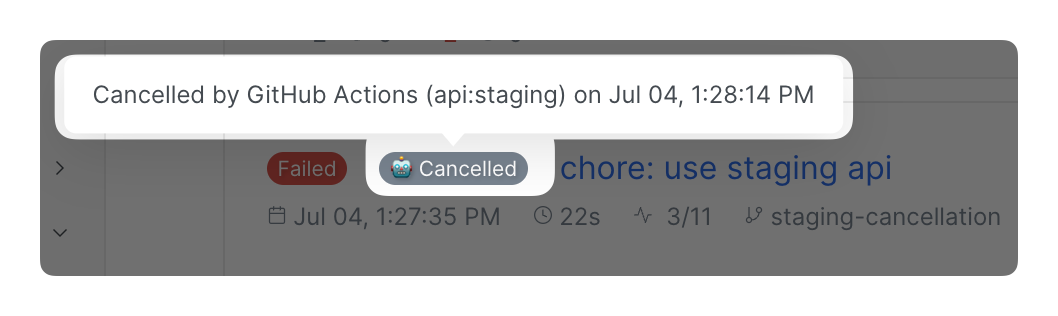 Cancelled by GitHub Actions (api:staging) on Jul 04, 1:28:14 PM
Failed 🤖 Cancelled chore: use staging api
Jul 04, 1:27:35 PM 22s 3/11 staging-cancellation